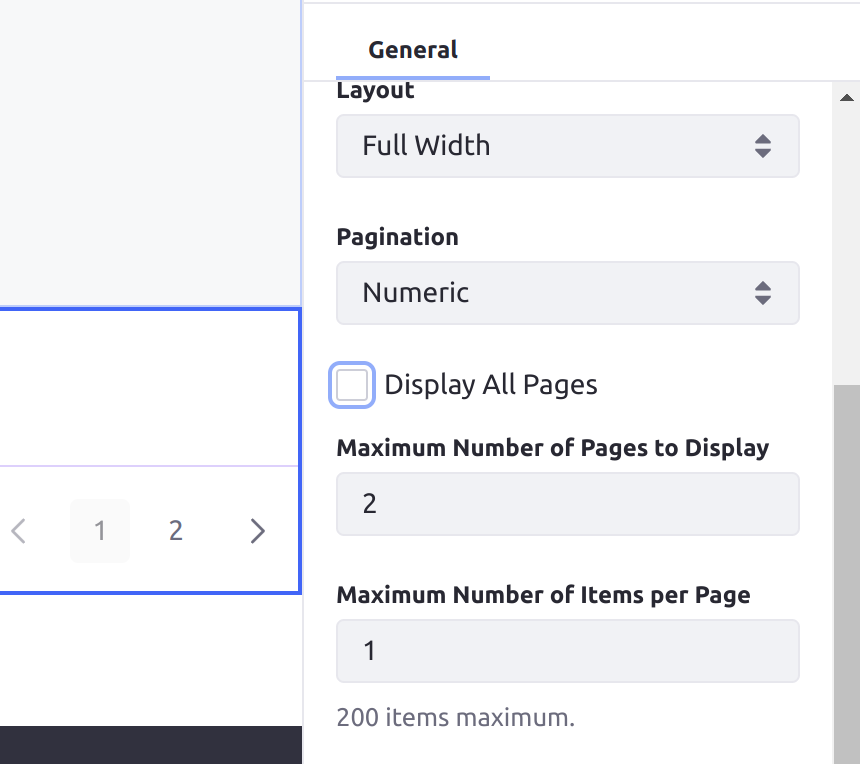 General
Layout
Full Width
Pagination
Numeric
Display All Pages
Maximum Number of Pages to Display
2
1 2
Maximum Number of Items per Page
1
200 items maximum.